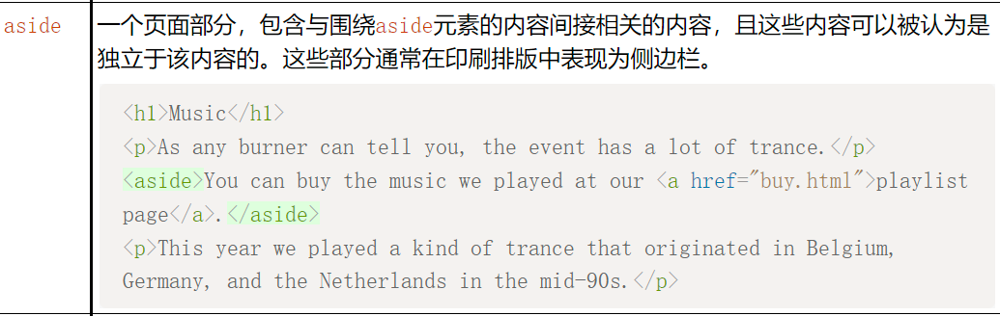 aside
一个页面部分，包含与围绕aside元素的内容间接相关的内容，且这些内容可以被认为是
独立于该内容的。这些部分通常在印刷排版中表现为侧边栏。
<h1>Music</h1>
<p>As any burner can tell you, the event has a lot of trance.</p>
<aside>You can buy the music we played at our <a href="buy.html">playlist
page</a>.</aside>
<p>This year we played a kind of trance that originated in Belgium,
Germany, and the Netherlands in the mid-90s.</p>